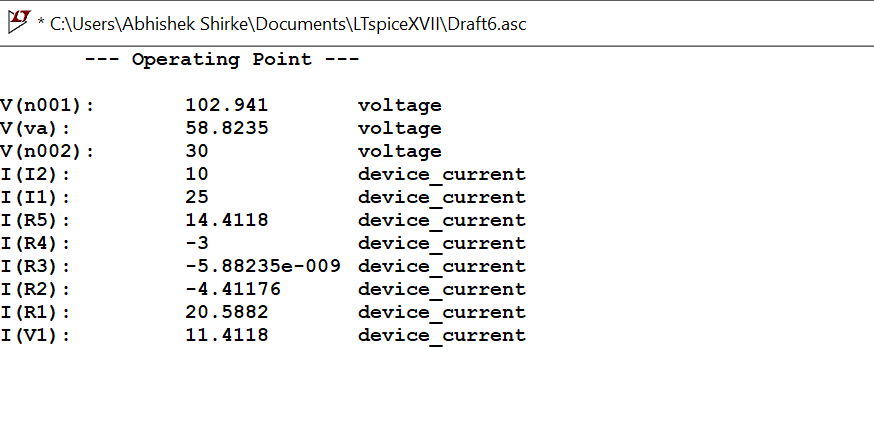 * C:\Users\Abhishek Shirke\Documents\LTspiceXVII\Draft6.asc
--- Operating Point ---
V(n001): 102.941 voltage
V(va): 58.8235 voltage
V(n002): 30 voltage
I(I2): 10 device_current
I(I1): 25 device_current
I(R5): 14.4118 device_current
I(R4): -3 device_current
I(R3): -5.88235e-009 device_current
I(R2): -4.41176 device_current
I(R1): 20.5882 device_current
I(V1): 11.4118 device_current